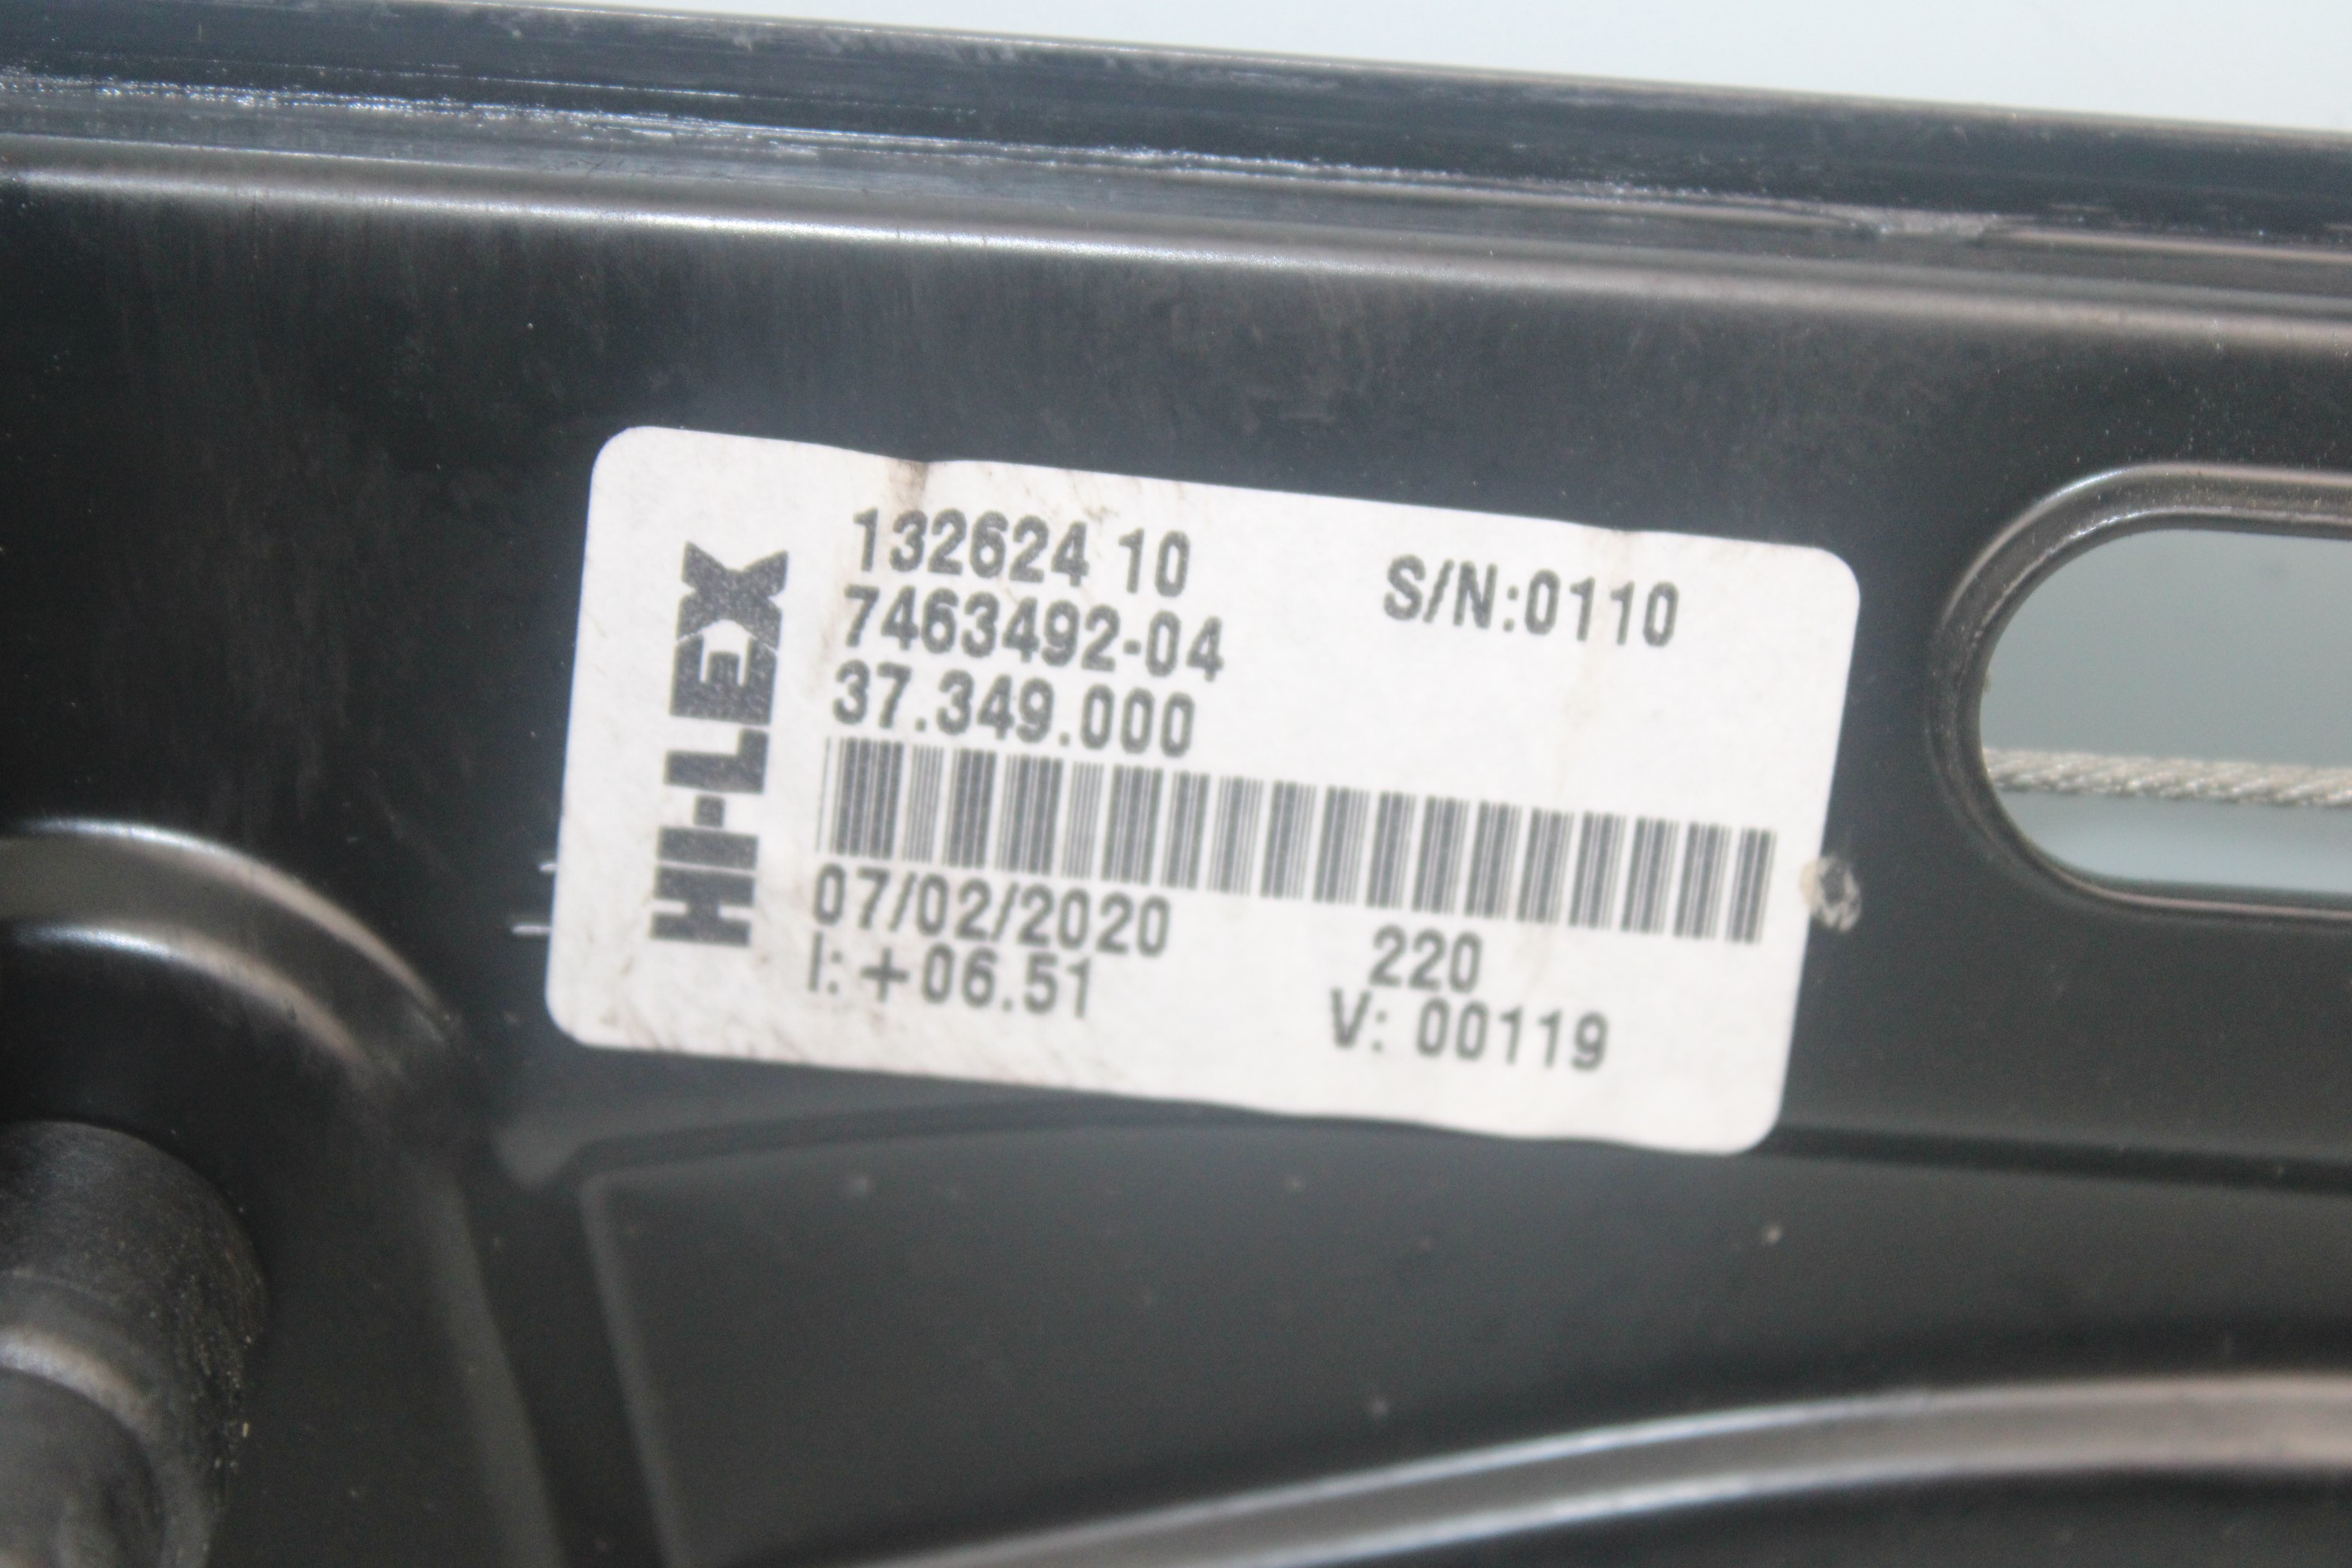 HI-LEX
132624 10
S/N:0110
7463492-04
37.349.000
07/02/2020
220
I: +06.51
V: 00119